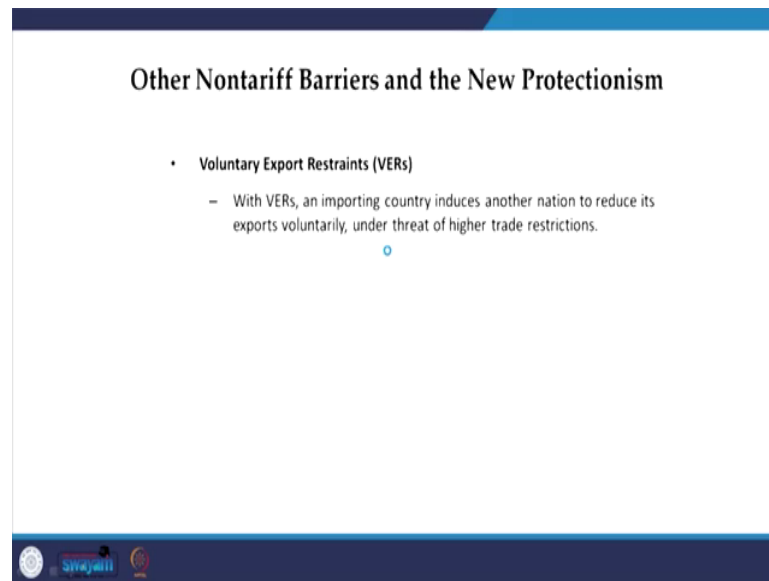 Other Nontariff Barriers and the New Protectionism
• Voluntary Export Restraints (VERs)
– With VERs, an importing country induces another nation to reduce its
exports voluntarily, under threat of higher trade restrictions.
swayam